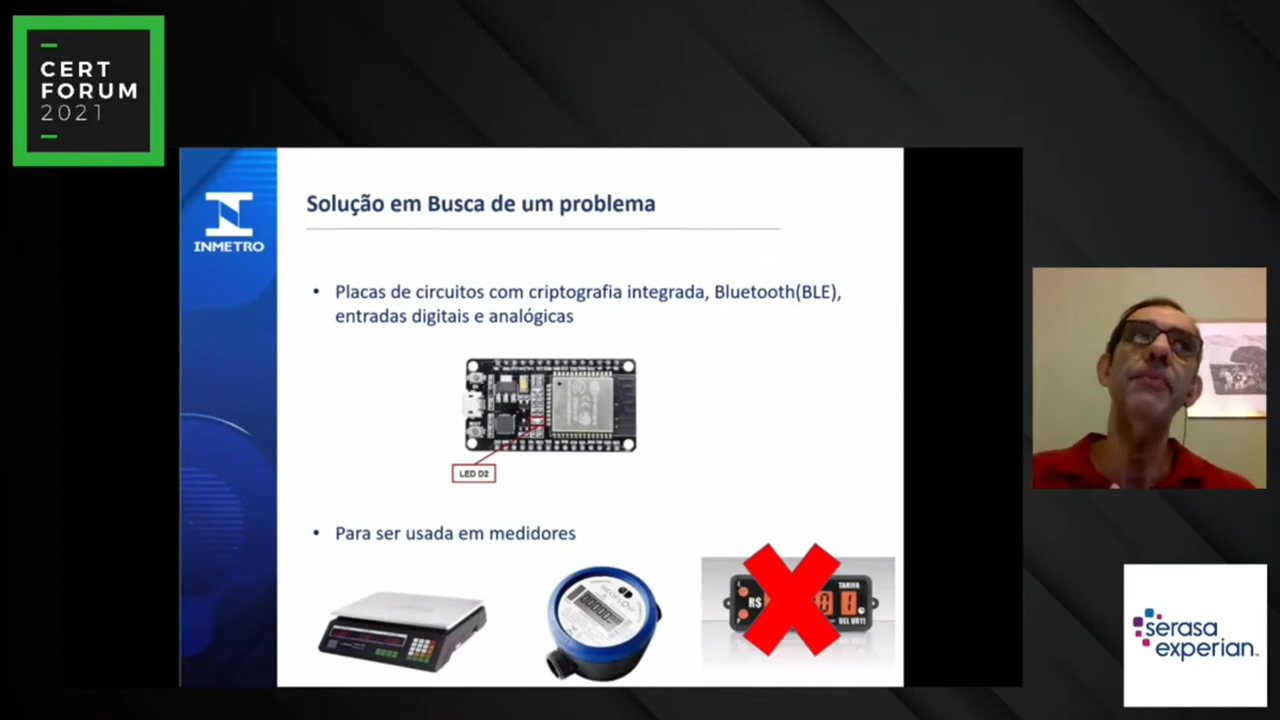 CERT
FORUM
2021
INMETRO
Solução em Busca de um problema
• Placas de circuitos com criptografia integrada, Bluetooth(BLE),
entradas digitais e analógicas
LED D2
• Para ser usada em medidores
RS
TARIFA
serasa
experian